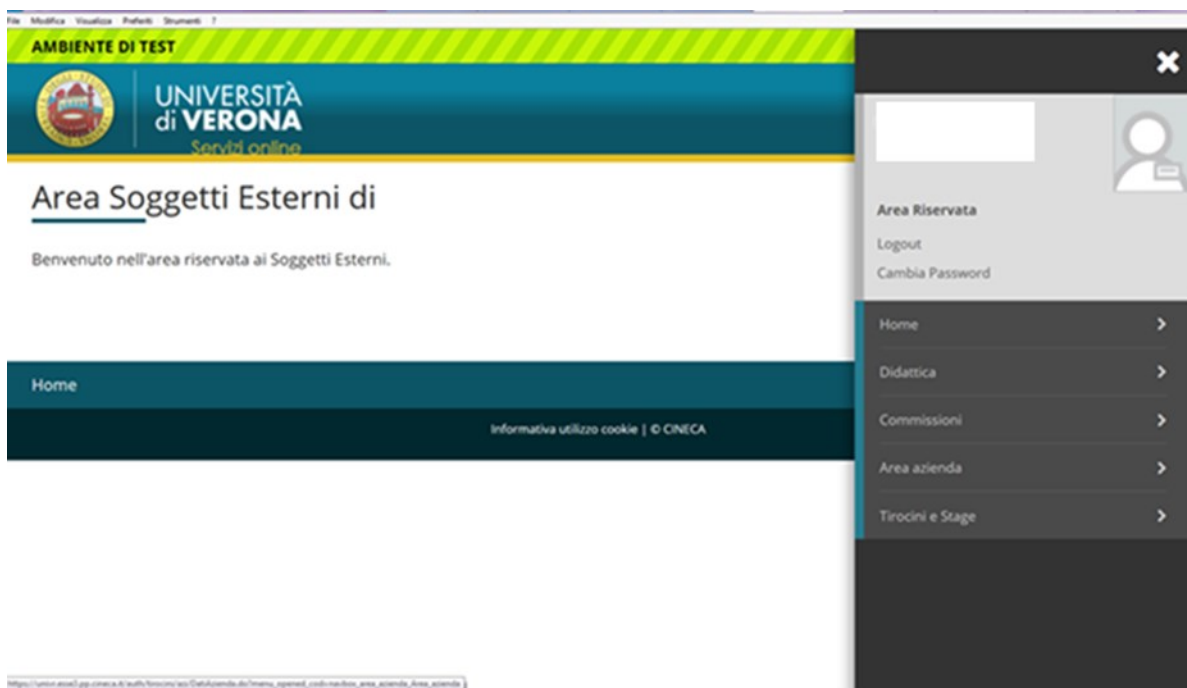 File Modifica Visualizza Preferiti Strumenti ?
AMBIENTE DI TEST
UNIVERSITÀ
di VERONA
Servizi online
Area Soggetti Esterni di
Benvenuto nell'area riservata ai Soggetti Esterni.
Home
Informativa utilizzo cookie | © CINECA
Area Riservata
Logout
Cambia Password
Home
Didattica
Commissioni
Area azienda
Tirocini e Stage